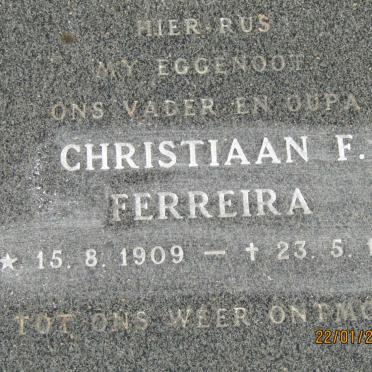 HIER RUS
MY EGGENOOT
ONS VADER EN OUPA
CHRISTIAAN F.
FERREIRA
★ 15. 8. 1909 — ✝ 23. 5.
TOT ONS WEER ONTMO
22/01/2